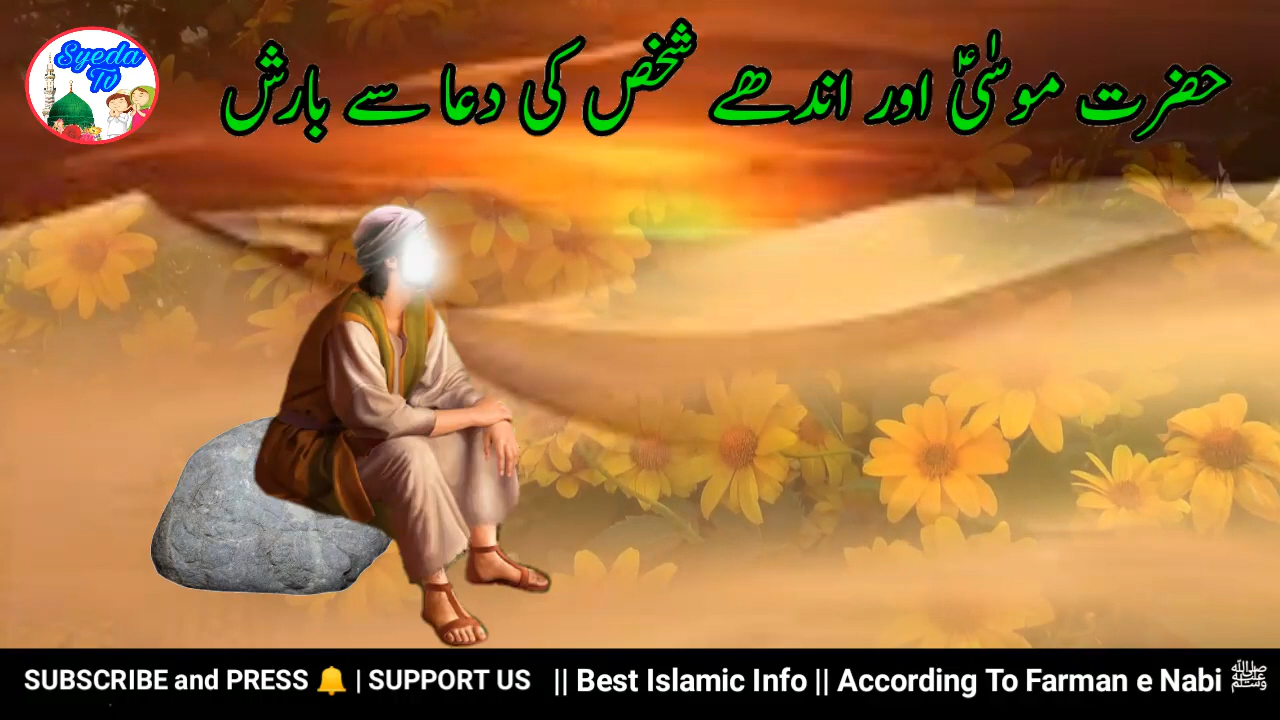 Syeda
Tv
حضرت موسٰیؑ اور اندھے شخص کی دعا سے بارش
SUBSCRIBE and PRESS 🔔 | SUPPORT US || Best Islamic Info || According To Farman e Nabi ﷺ